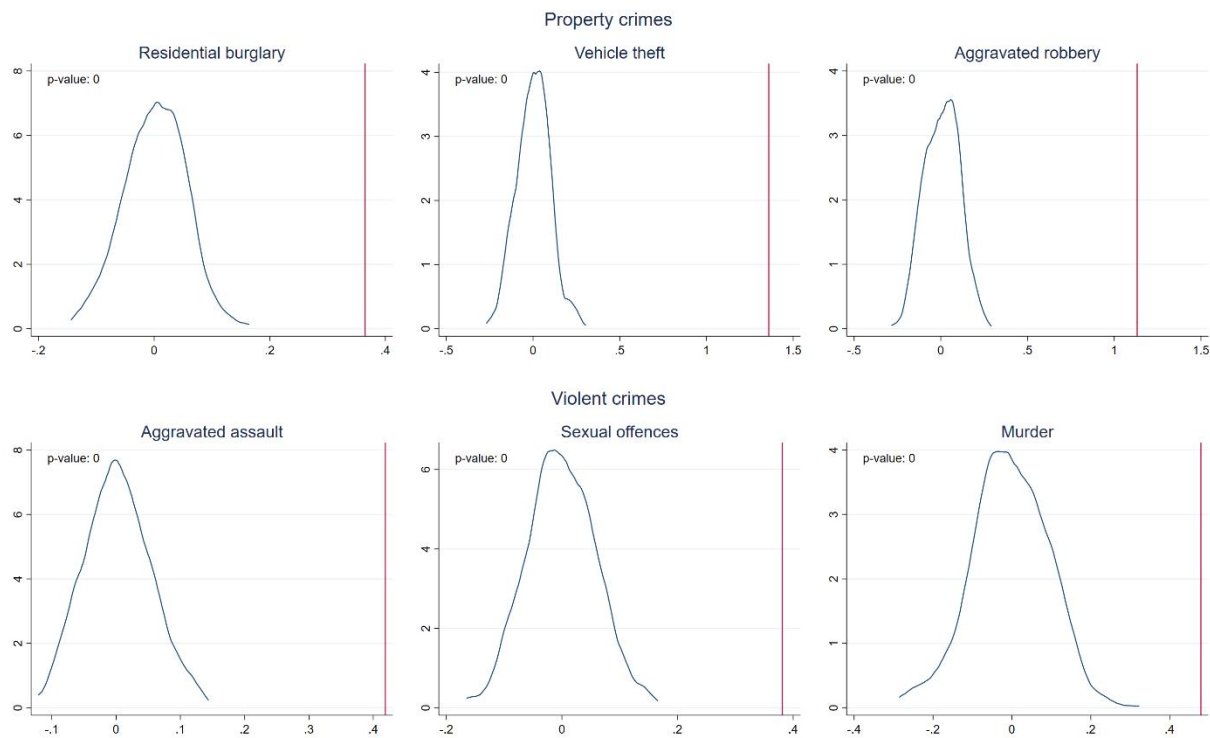 Property crimes
Residential burglary
Vehicle theft
Aggravated robbery
p-value: 0
p-value: 0
p-value: 0
8
6
4
2
0
-.2 0 .2 .4
4
3
2
1
0
-.5 0 .5 1 1.5
4
3
2
1
0
-.5 0 .5 1 1.5
Violent crimes
Aggravated assault
Sexual offences
Murder
p-value: 0
p-value: 0
p-value: 0
8
6
4
2
0
-.1 0 .1 .2 .3 .4
6
4
2
0
-.2 0 .2 .4
4
3
2
1
0
-.4 -.2 0 .2 .4